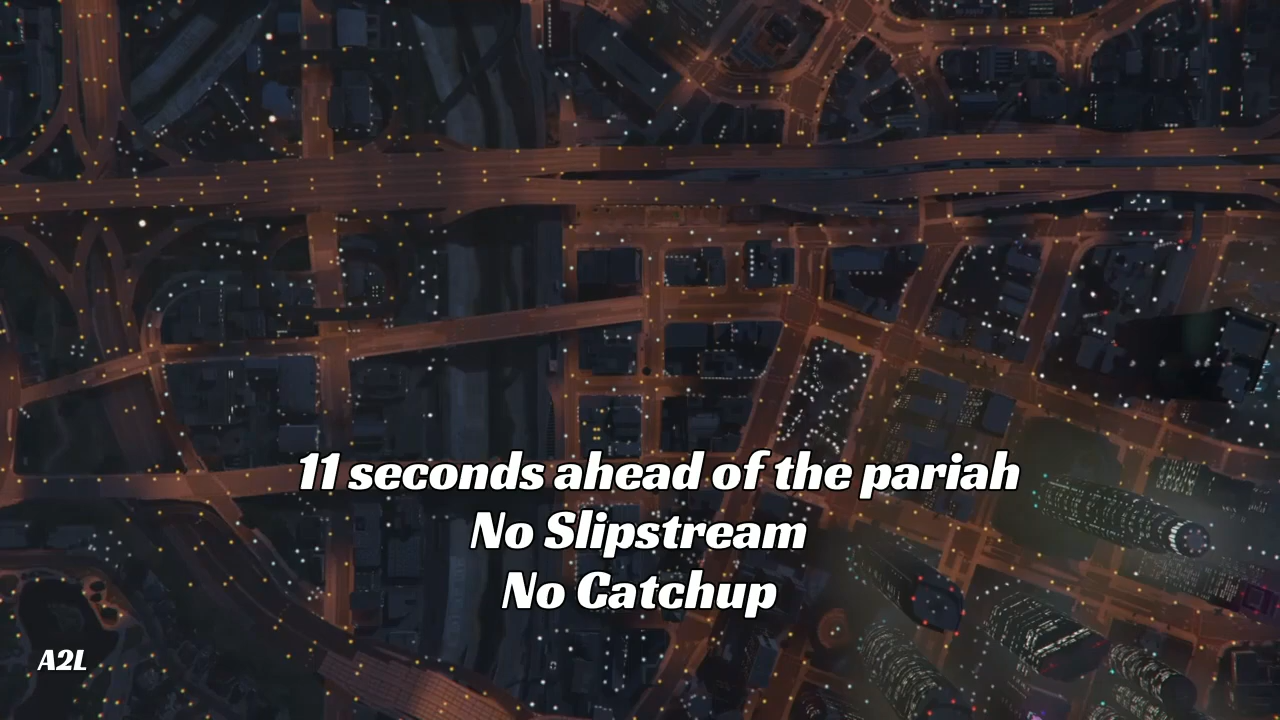 11 seconds ahead of the pariah
No Slipstream
No Catchup
A2L